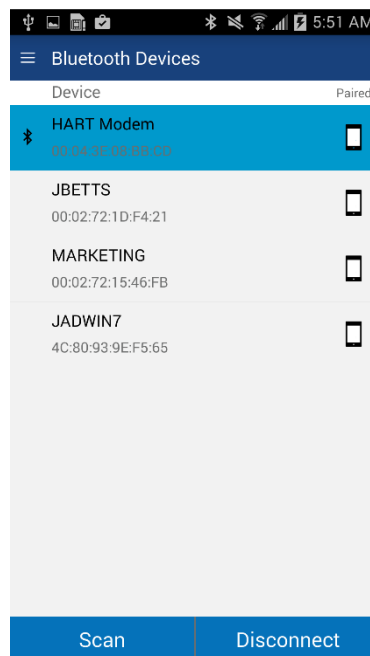 5:51 AM
Bluetooth Devices
Device Paired
HART Modem
JBETTS
00:02:72:1D:F4:21
MARKETING
00:02:72:15:46:FB
JADWIN7
4C:80:93:9E:F5:65
Scan Disconnect